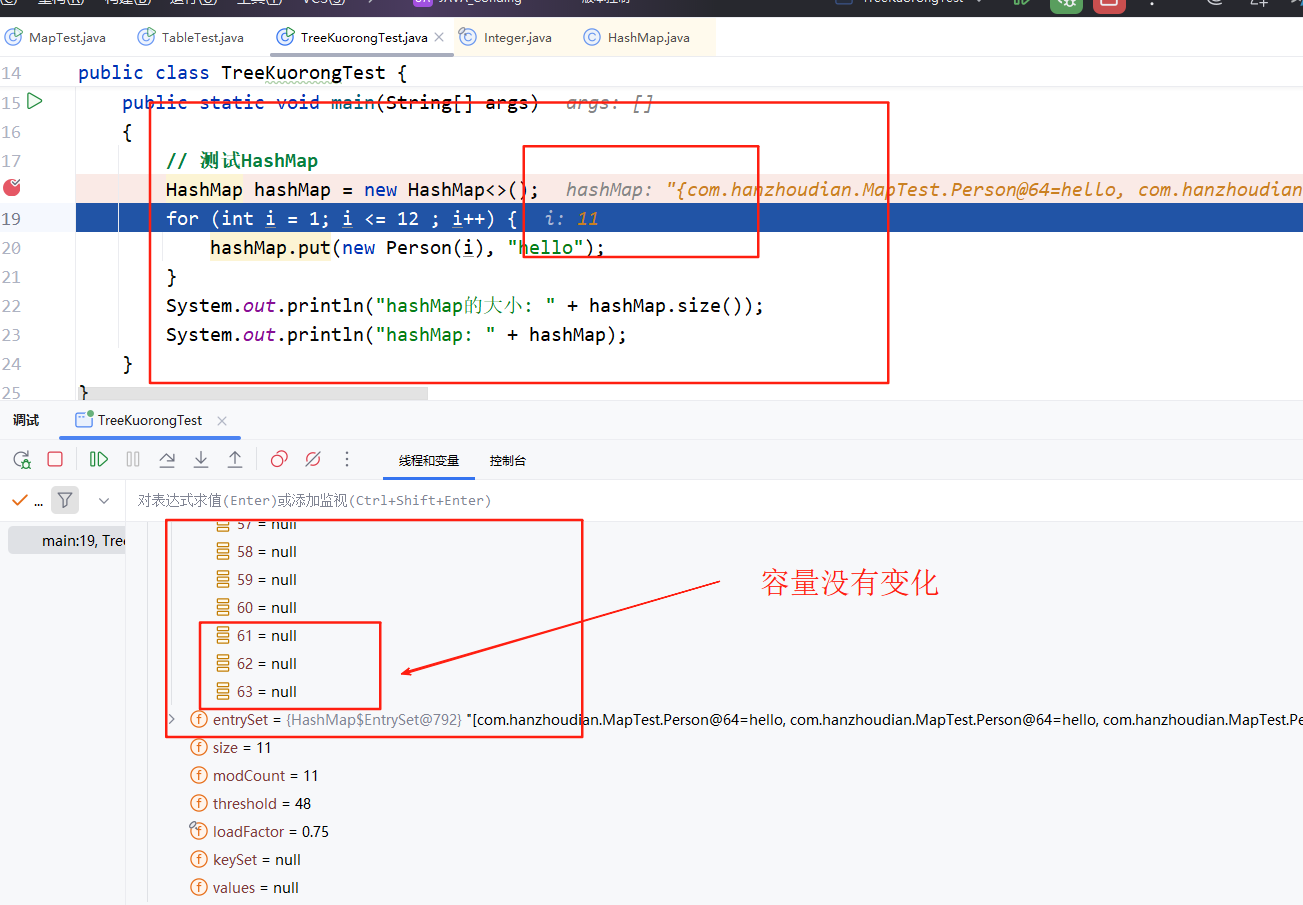 MapTest.java TableTest.java TreeKuorongTest.java Integer.java HashMap.java
14 public class TreeKuorongTest {
15 public static void main(String[] args) args: []
16 {
17 // 测试HashMap
HashMap hashMap = new HashMap<>(); hashMap: "{com.hanzhoudian.MapTest.Person@64=hello, com.hanzhoudian
19 for (int i = 1; i <= 12 ; i++) { i: 11
20 hashMap.put(new Person(i), "hello");
21 }
22 System.out.println("hashMap的大小: " + hashMap.size());
23 System.out.println("hashMap: " + hashMap);
24 }
25 }
调试 TreeKuorongTest
线程和变量 控制台
... 对表达式求值(Enter)或添加监视(Ctrl+Shift+Enter)
main:19, Tree
57 = null
58 = null
59 = null
60 = null
容量没有变化
61 = null
62 = null
63 = null
entrySet = {HashMap$EntrySet@792} "[com.hanzhoudian.MapTest.Person@64=hello, com.hanzhoudian.MapTest.Person@64=hello, com.hanzhoudian.MapTest.Pe
size = 11
modCount = 11
threshold = 48
loadFactor = 0.75
keySet = null
values = null